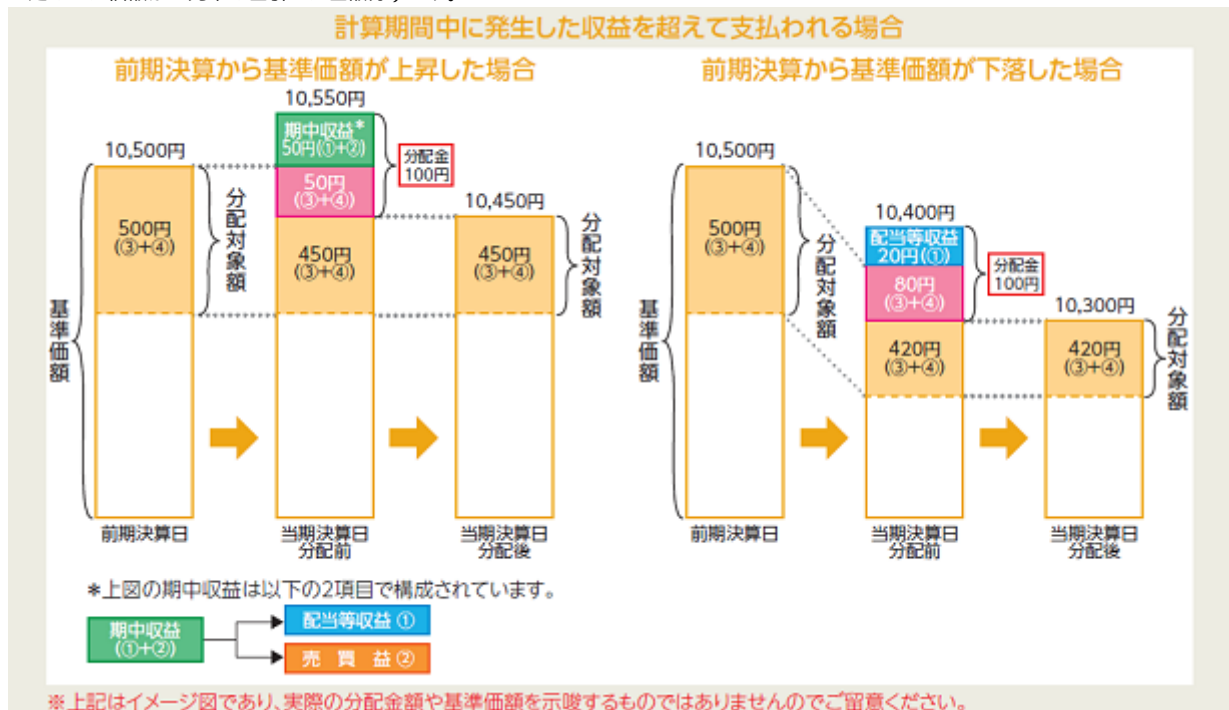 計算期間中に発生した収益を超えて支払われる場合
前期決算から基準価額が上昇した場合
10,500円
500円
(③+④)
分配対象額
基準価額
前期決算日
10,550円
期中収益*
50円(①+②)
50円
(③+④)
分配金
100円
450円
(③+④)
当期決算日
分配前
10,450円
450円
(③+④)
分配対象額
当期決算日
分配後
前期決算から基準価額が下落した場合
10,500円
500円
(③+④)
分配対象額
基準価額
前期決算日
10,400円
配当等収益
20円(①)
80円
(③+④)
分配金
100円
420円
(③+④)
当期決算日
分配前
10,300円
420円
(③+④)
分配対象額
当期決算日
分配後
*上図の期中収益は以下の2項目で構成されています。
期中収益
(①+②)
配当等収益 ①
売 買 益 ②
※上記はイメージ図であり、実際の分配金額や基準価額を示唆するものではありませんのでご留意ください。